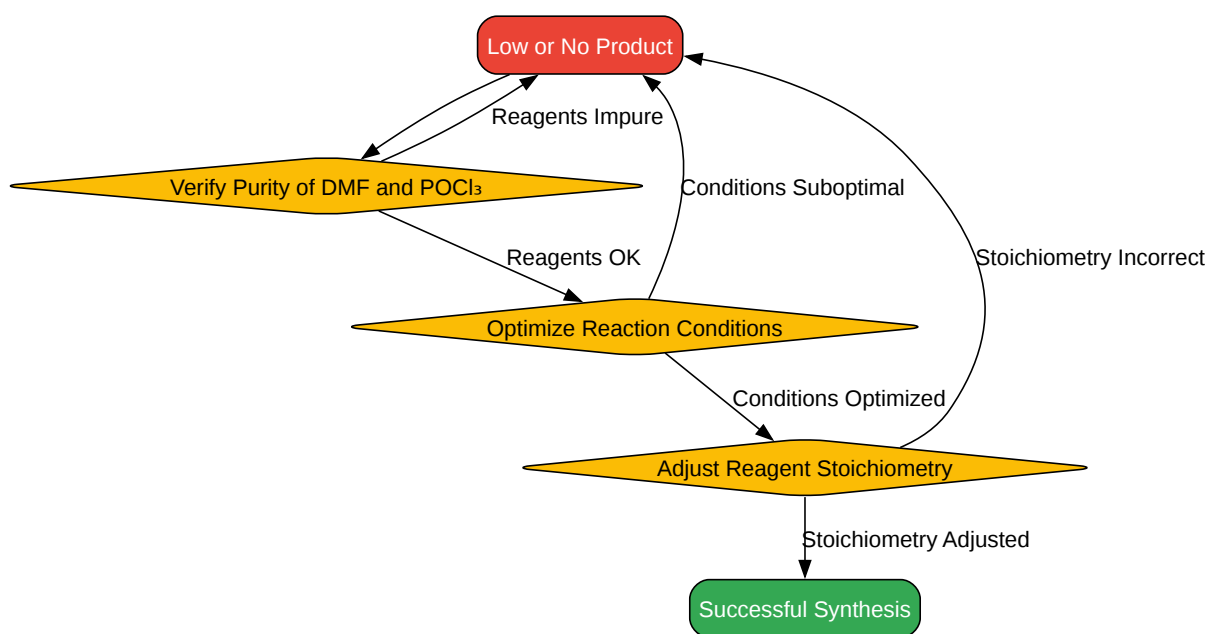 Low or No Product
Reagents Impure
Verify Purity of DMF and POCl₃
Conditions Suboptimal
Reagents OK
Stoichiometry Incorrect
Optimize Reaction Conditions
Conditions Optimized
Adjust Reagent Stoichiometry
Stoichiometry Adjusted
Successful Synthesis